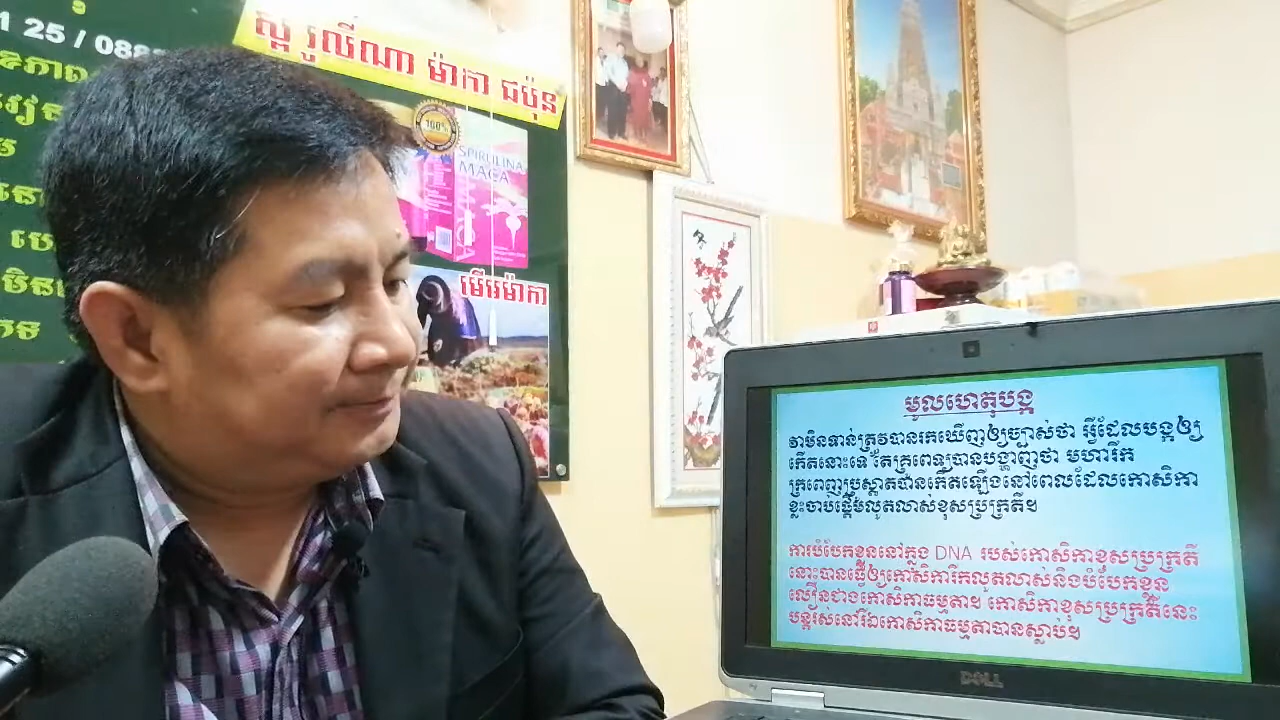 1 25 / 088
ស្ពៃរូលីណា ម៉ាកា ជប៉ុន
100%
SPIRULINA
MACA
មើមម៉ាកា
មូលហេតុបង្ក
វាមិនទាន់ត្រូវបានរកឃើញឲ្យច្បាស់ថា អ្វីដែលបង្កឲ្យ
កើតនោះទេ តែគ្រូពេទ្យបានបង្ហាញថា មហារីក
ក្រពេញប្រូស្តាតបានកើតឡើងនៅពេលដែលកោសិកា
ខ្លះចាប់ផ្តើមលូតលាស់ខុសប្រក្រតី។
ការបំបែកខ្លួននៅក្នុង DNA របស់កោសិកាខុសប្រក្រតី
នោះបានធ្វើឲ្យកោសិការីកលូតលាស់និងបំបែកខ្លួន
លឿនជាងកោសិកាធម្មតា។ កោសិកាខុសប្រក្រតីនេះ
បន្តរស់នៅរីឯកោសិកាធម្មតាបានស្លាប់។
DELL